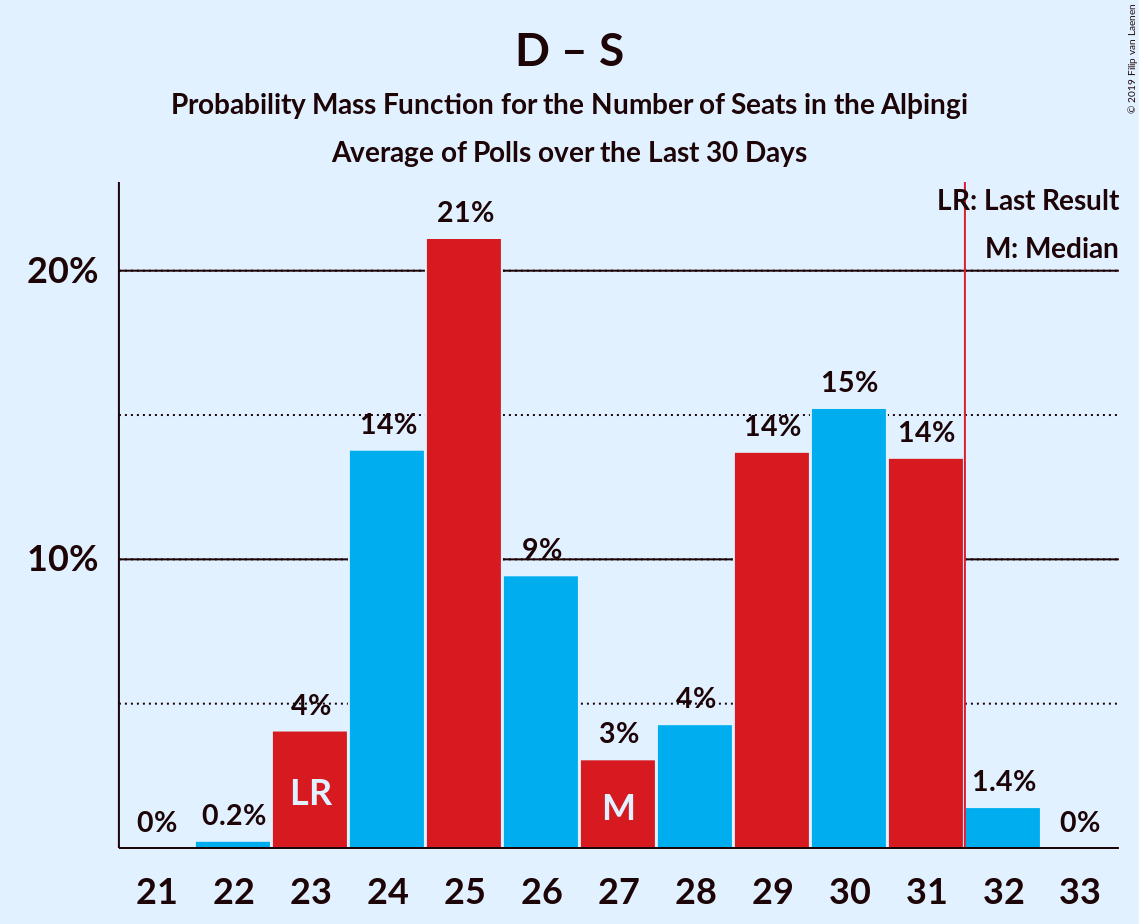 D – S
Probability Mass Function for the Number of Seats in the Alþingi
Average of Polls over the Last 30 Days
© 2019 Filip van Laenen
LR: Last Result
M: Median
20%
10%
0%
0.2%
4%
14%
21%
9%
3%
4%
14%
15%
14%
1.4%
0%
LR
M
21 22 23 24 25 26 27 28 29 30 31 32 33